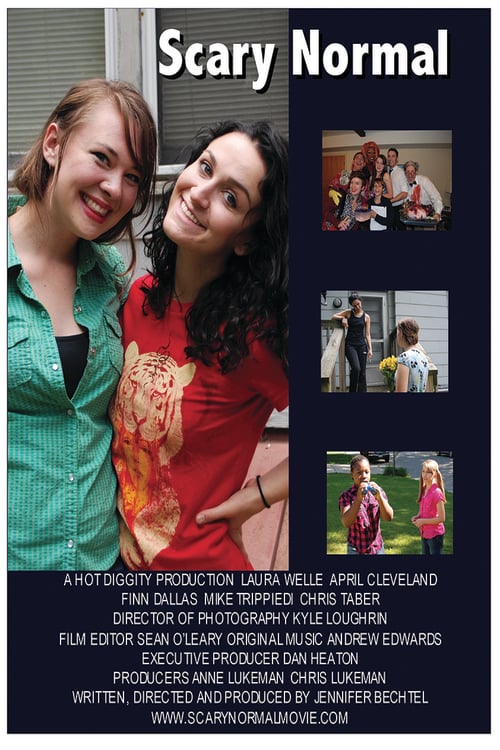 Scary Normal
A HOT DIGGITY PRODUCTION LAURA WELLE APRIL CLEVELAND
FINN DALLAS MIKE TRIPPIEDI CHRIS TABER
DIRECTOR OF PHOTOGRAPHY KYLE LOUGHRIN
FILM EDITOR SEAN O'LEARY ORIGINAL MUSIC ANDREW EDWARDS
EXECUTIVE PRODUCER DAN HEATON
PRODUCERS ANNE LUKEMAN CHRIS LUKEMAN
WRITTEN, DIRECTED AND PRODUCED BY JENNIFER BECHTEL
WWW.SCARYNORMALMOVIE.COM